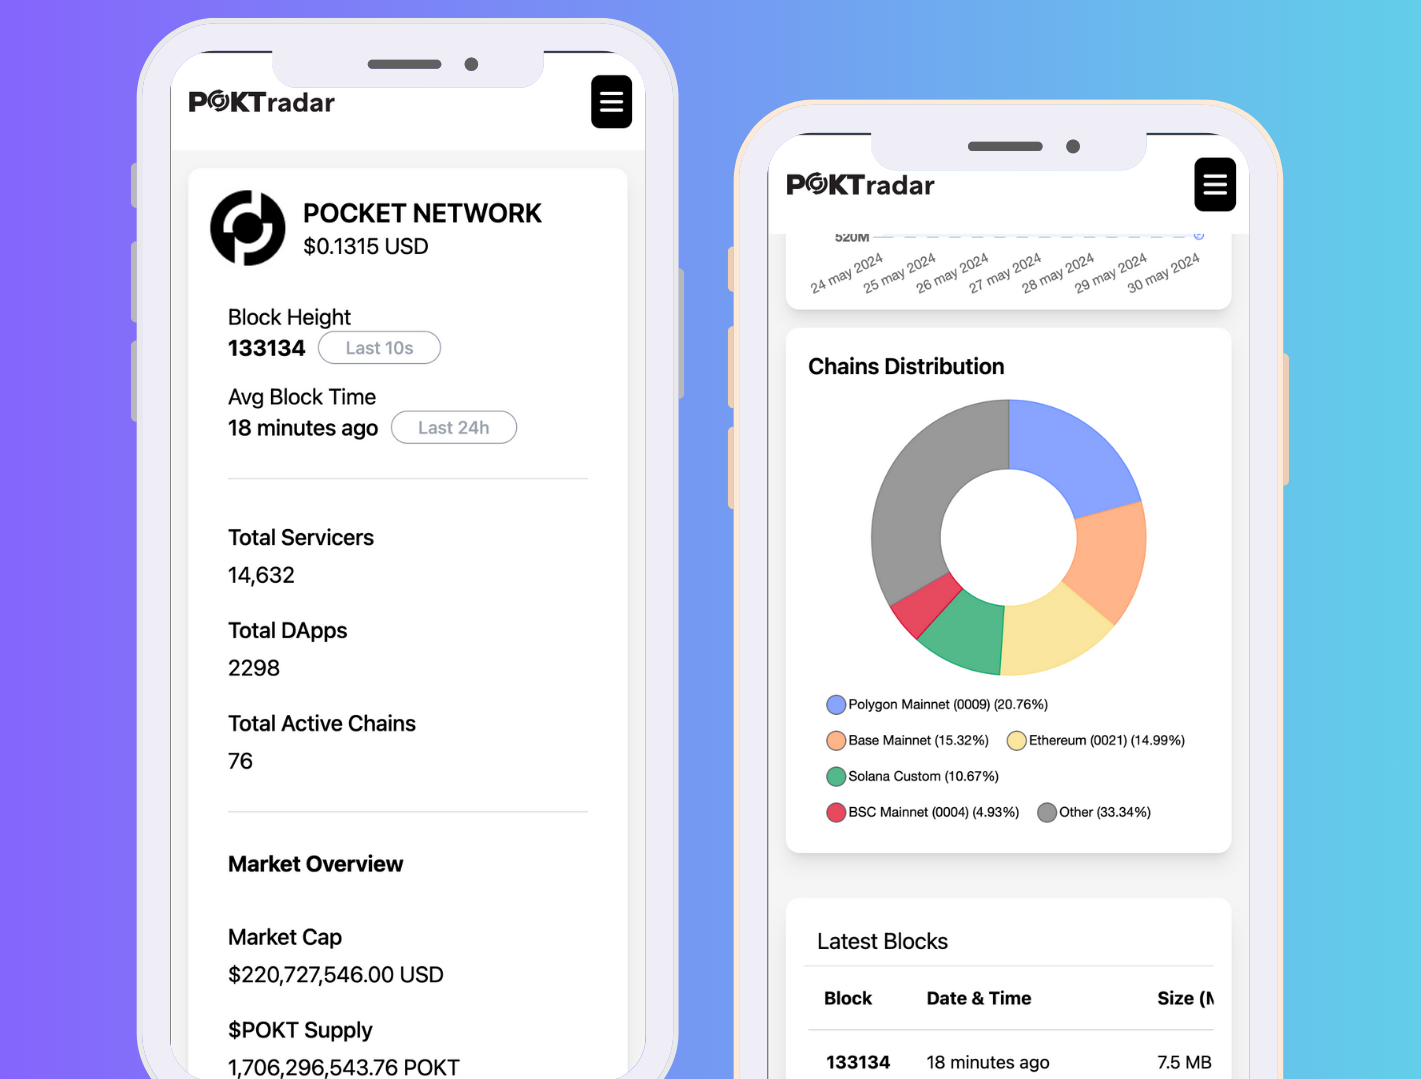 POKTradar
POCKET NETWORK
$0.1315 USD
Block Height
133134 Last 10s
Avg Block Time
18 minutes ago Last 24h
Total Servicers
14,632
Total DApps
2298
Total Active Chains
76
Market Overview
Market Cap
$220,727,546.00 USD
$POKT Supply
1,706,296,543.76 POKT
POKTradar
520M
24 may 2024 25 may 2024 26 may 2024 27 may 2024 28 may 2024 29 may 2024 30 may 2024
Chains Distribution
Polygon Mainnet (0009) (20.76%)
Base Mainnet (15.32%) Ethereum (0021) (14.99%)
Solana Custom (10.67%)
BSC Mainnet (0004) (4.93%) Other (33.34%)
Latest Blocks
Block Date & Time Size (
133134 18 minutes ago 7.5 MB